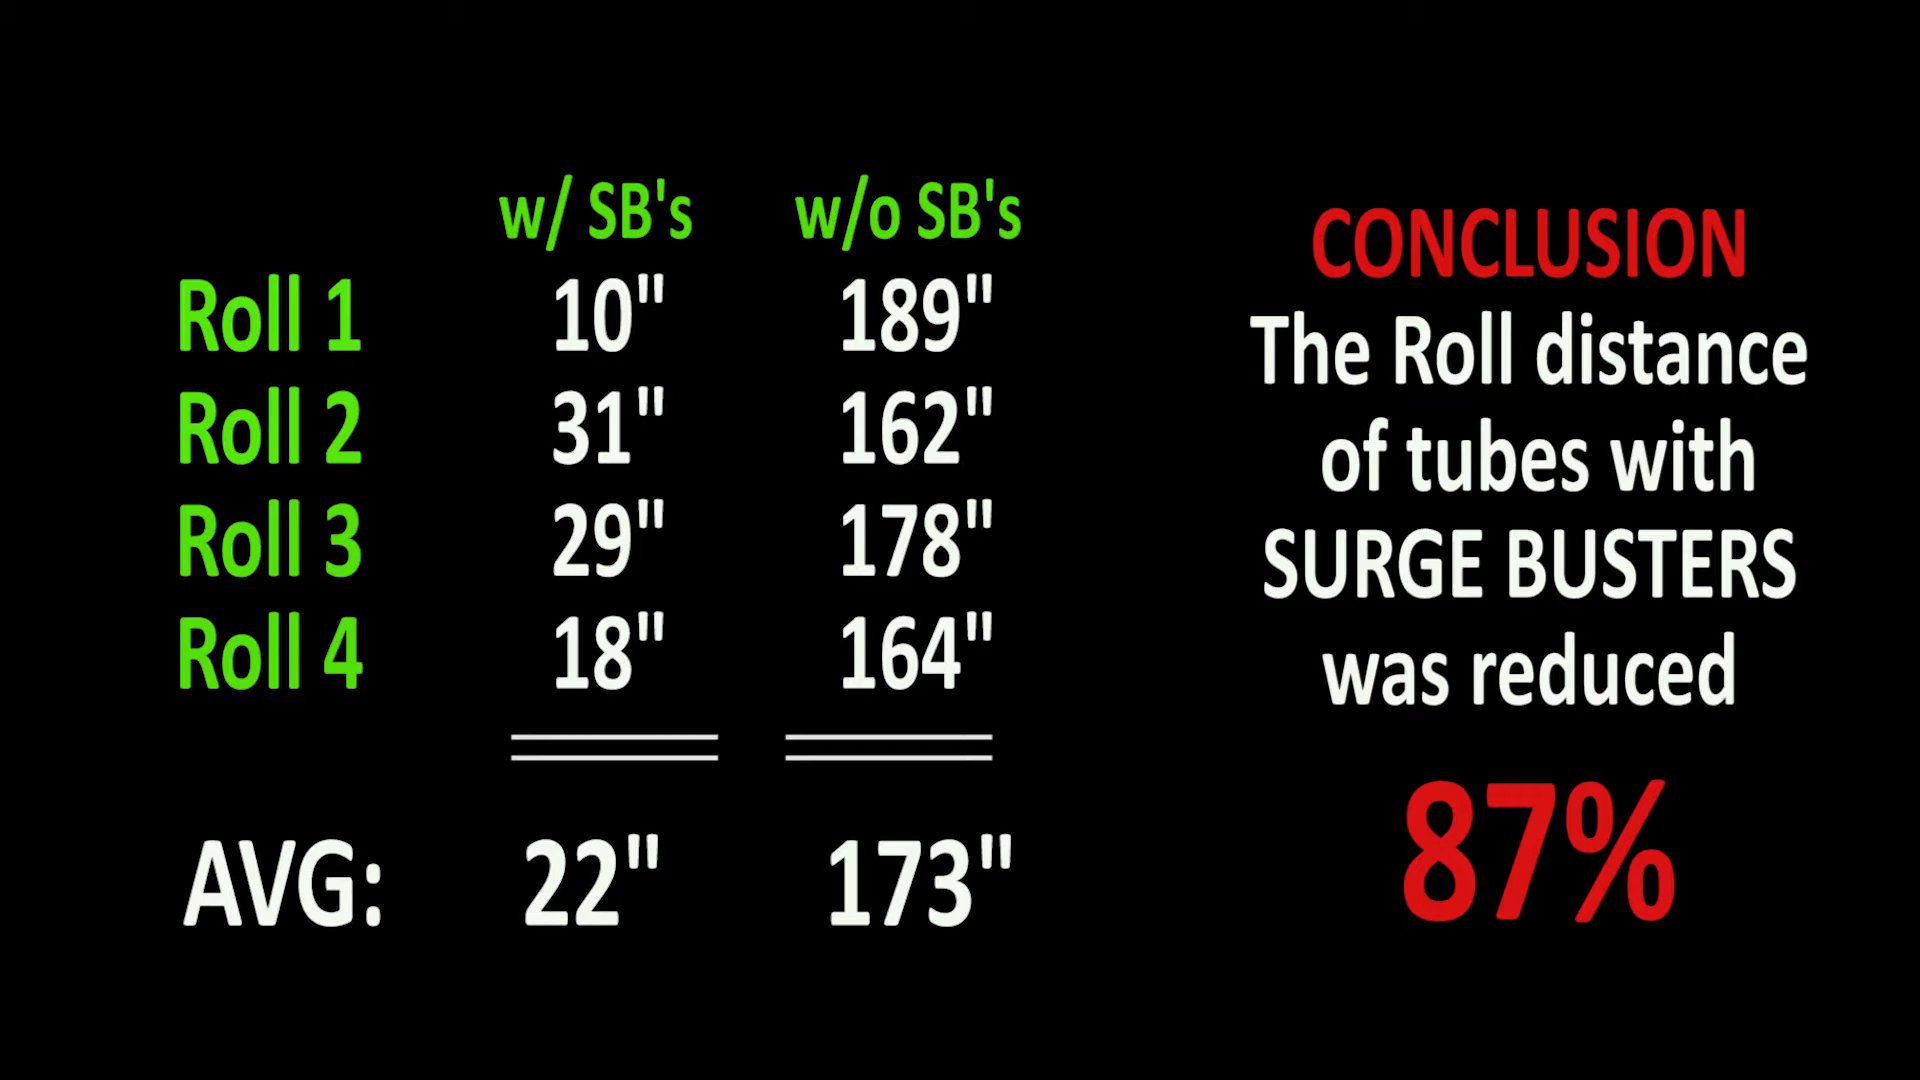 w/ SB's w/o SB's
Roll 1 10" 189"
Roll 2 31" 162"
Roll 3 29" 178"
Roll 4 18" 164"
AVG: 22" 173"
CONCLUSION
The Roll distance
of tubes with
SURGE BUSTERS
was reduced
87%